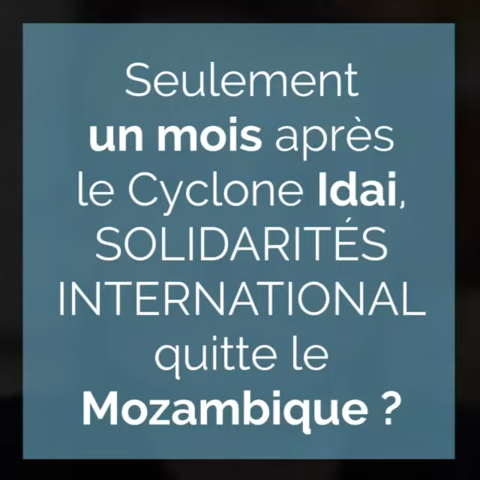 Seulement
un mois après
le Cyclone Idai,
SOLIDARITÉS
INTERNATIONAL
quitte le
Mozambique ?